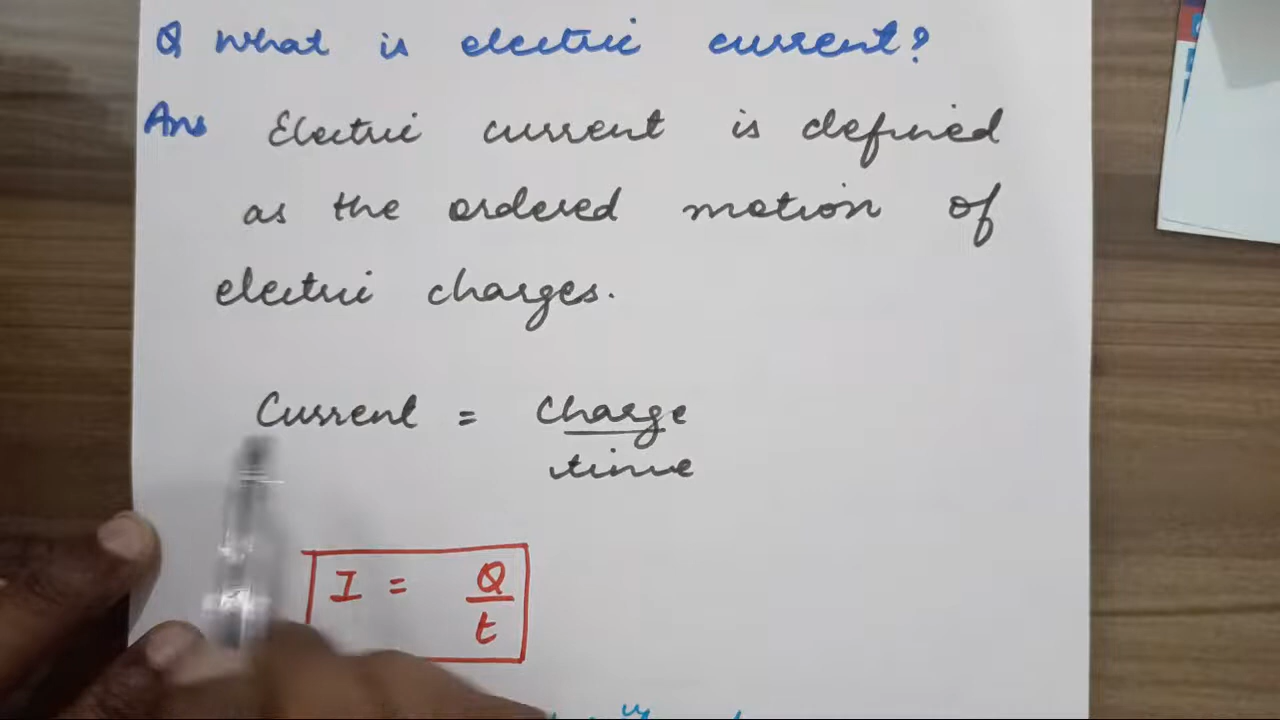 Q What is electric current?
Ans Electric current is defined
as the ordered motion of
electric charges.
Current = Charge
time
I = Q
t